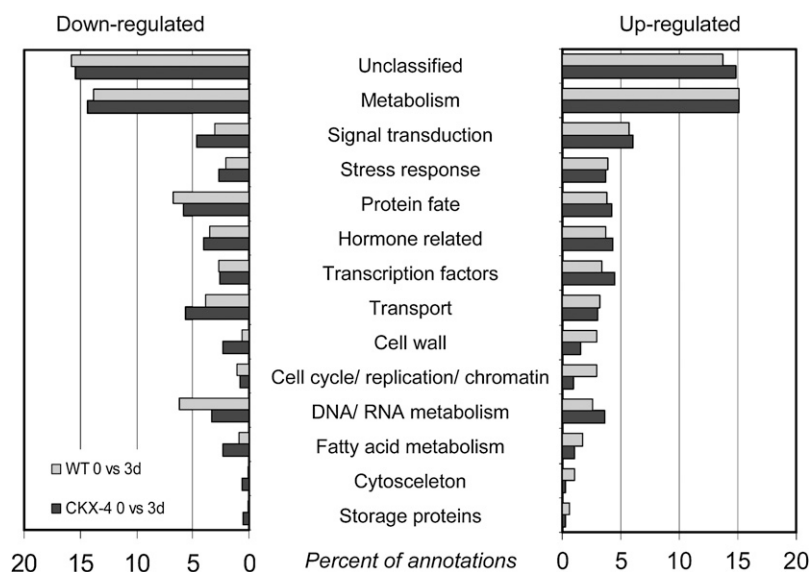 Down-regulated
Up-regulated
Unclassified
Metabolism
Signal transduction
Stress response
Protein fate
Hormone related
Transcription factors
Transport
Cell wall
Cell cycle/ replication/ chromatin
DNA/ RNA metabolism
Fatty acid metabolism
Cytosceleton
Storage proteins
WT 0 vs 3d
CKX-4 0 vs 3d
20 15 10 5 0
Percent of annotations
0 5 10 15 20